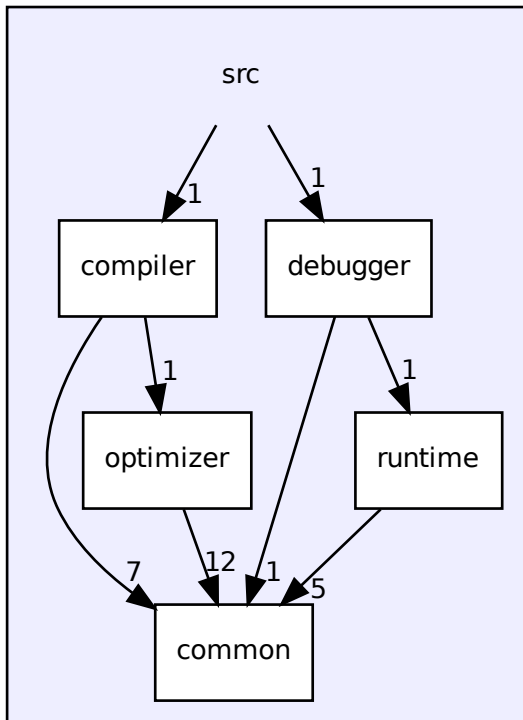 src
1
1
compiler
debugger
1
1
optimizer
runtime
7
12
1
5
common